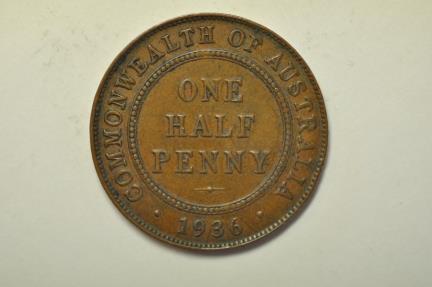 COMMONWEALTH OF AUSTRALIA
ONE
HALF
PENNY
· 1936 ·